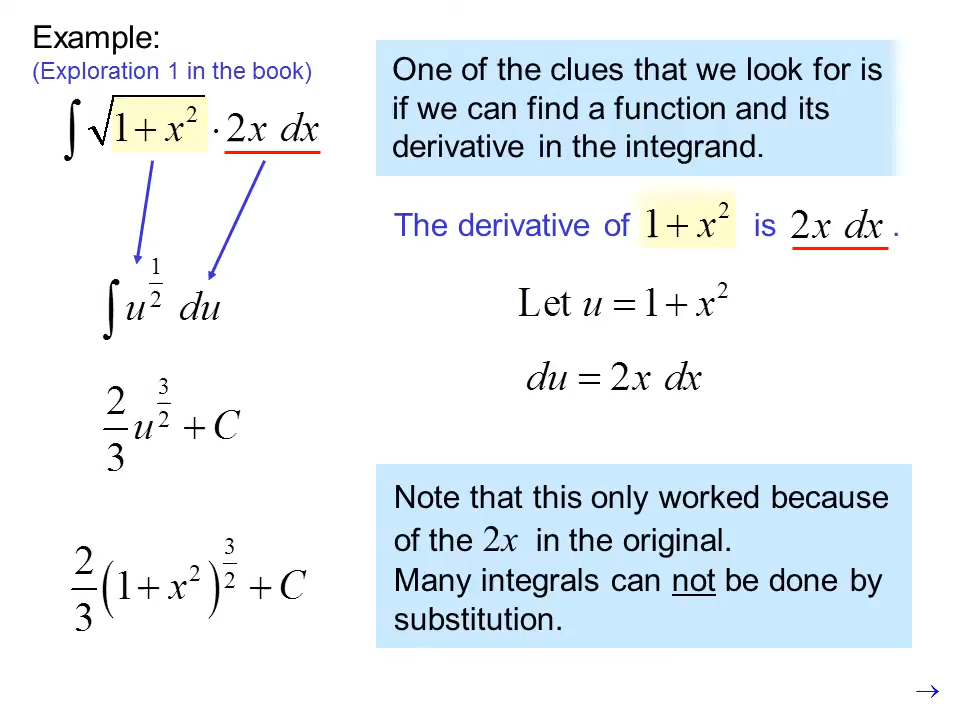 Example:
(Exploration 1 in the book)
∫ √(1 + x²) · 2x dx
∫ u^(1/2) du
2/3 u^(3/2) + C
2/3 (1 + x²)^(3/2) + C
One of the clues that we look for is
if we can find a function and its
derivative in the integrand.
The derivative of 1 + x² is 2x dx .
Let u = 1 + x²
du = 2x dx
Note that this only worked because
of the 2x in the original.
Many integrals can not be done by
substitution.
→